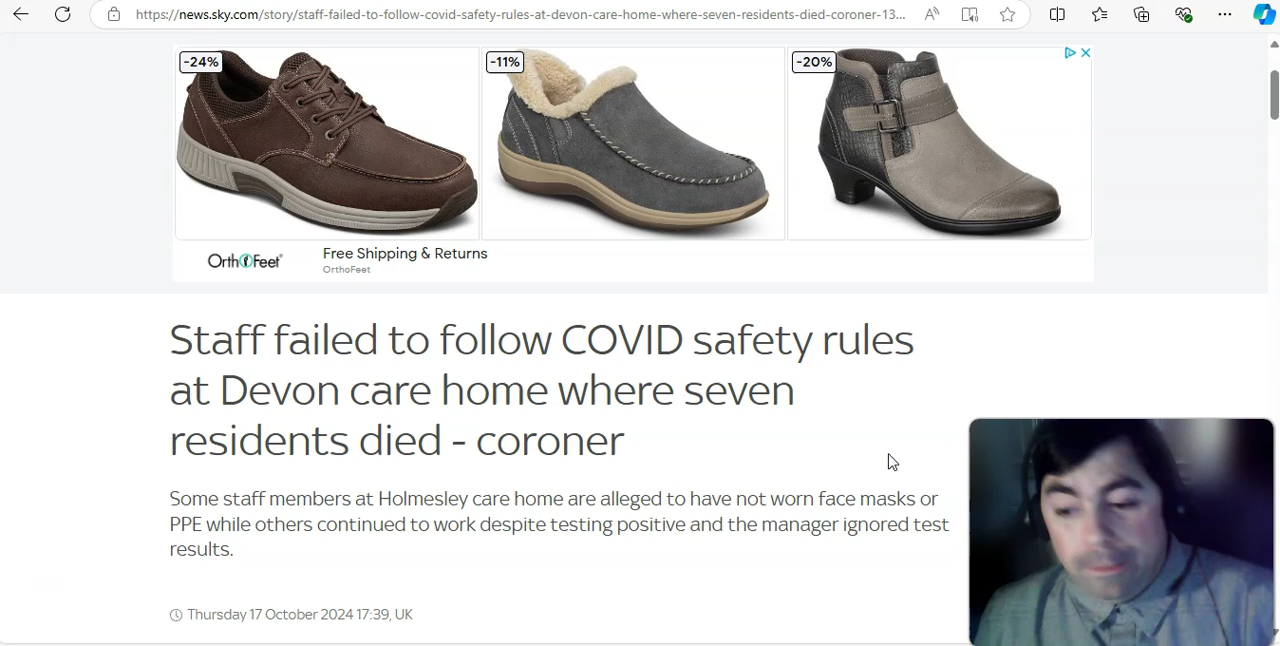 https://news.sky.com/story/staff-failed-to-follow-covid-safety-rules-at-devon-care-home-where-seven-residents-died-coroner-13...
-24%
-11%
-20%
OrthoFeet
Free Shipping & Returns
OrthoFeet
Staff failed to follow COVID safety rules
at Devon care home where seven
residents died - coroner
Some staff members at Holmesley care home are alleged to have not worn face masks or
PPE while others continued to work despite testing positive and the manager ignored test
results.
Thursday 17 October 2024 17:39, UK